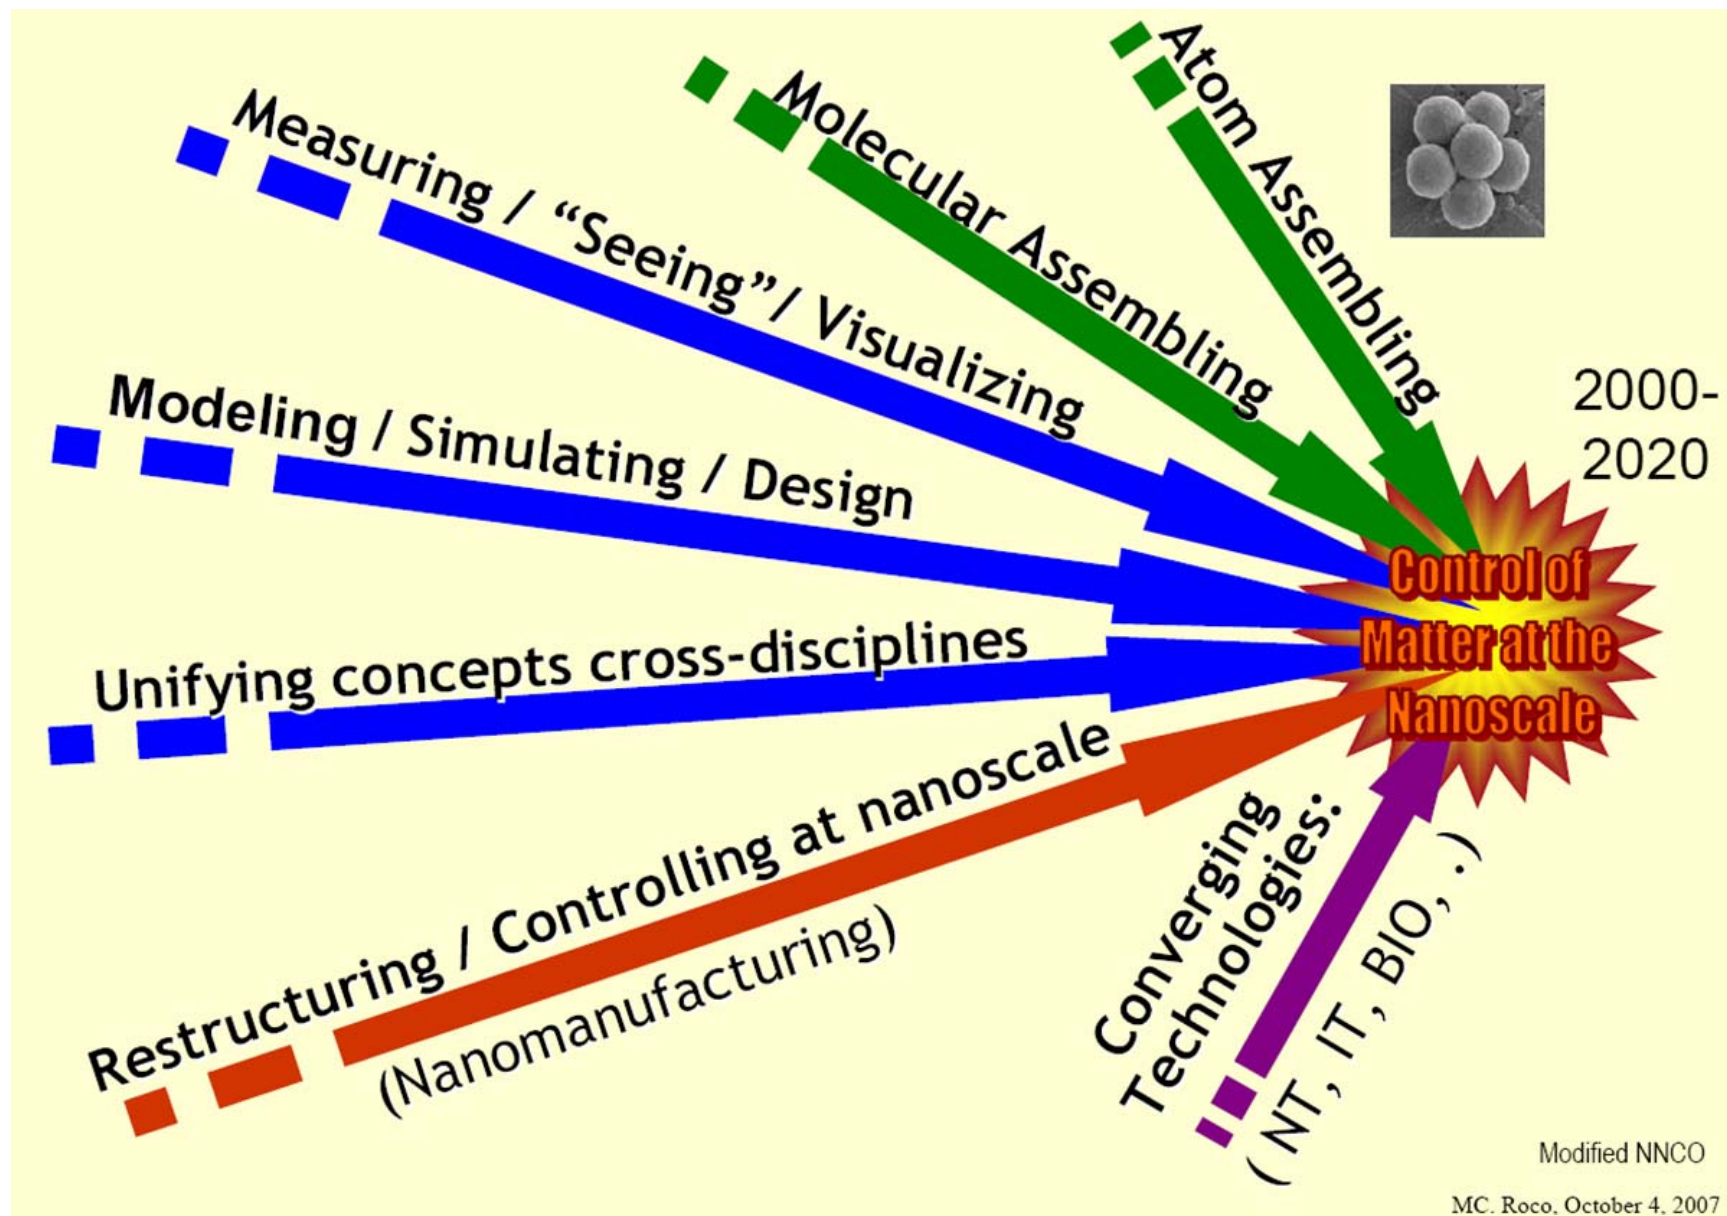 Atom Assembling
Molecular Assembling
Measuring / “Seeing”/ Visualizing
Modeling / Simulating / Design
Unifying concepts cross-disciplines
Restructuring / Controlling at nanoscale
(Nanomanufacturing)
Converging
Technologies:
( NT, IT, BIO, .)
2000-
2020
Control of
Matter at the
Nanoscale
Modified NNCO
MC. Roco, October 4, 2007